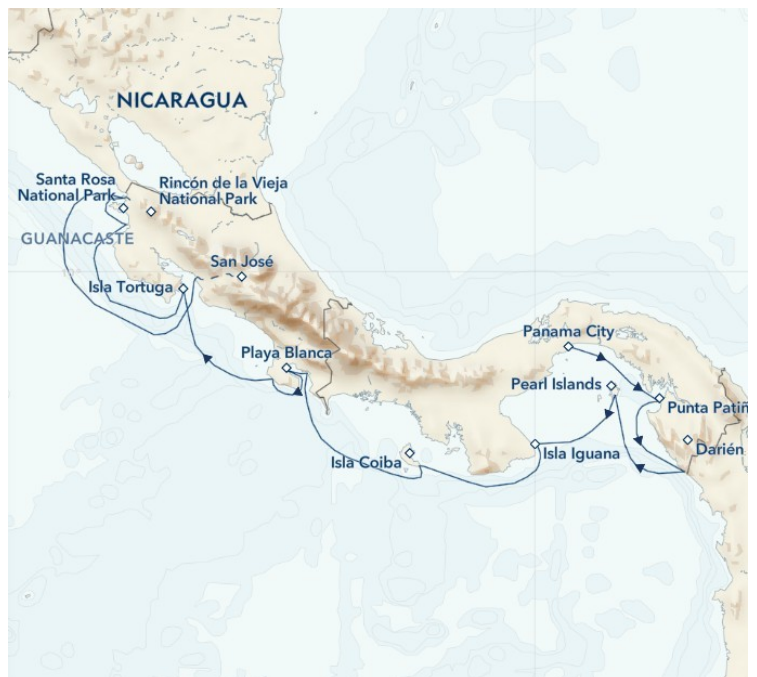 NICARAGUA
Santa Rosa
National Park
Rincón de la Vieja
National Park
GUANACASTE
San José
10°
Isla Tortuga
Playa Blanca
Panama City
Pearl Islands
Punta Patiñ
Isla Iguana
Darién
Isla Coiba